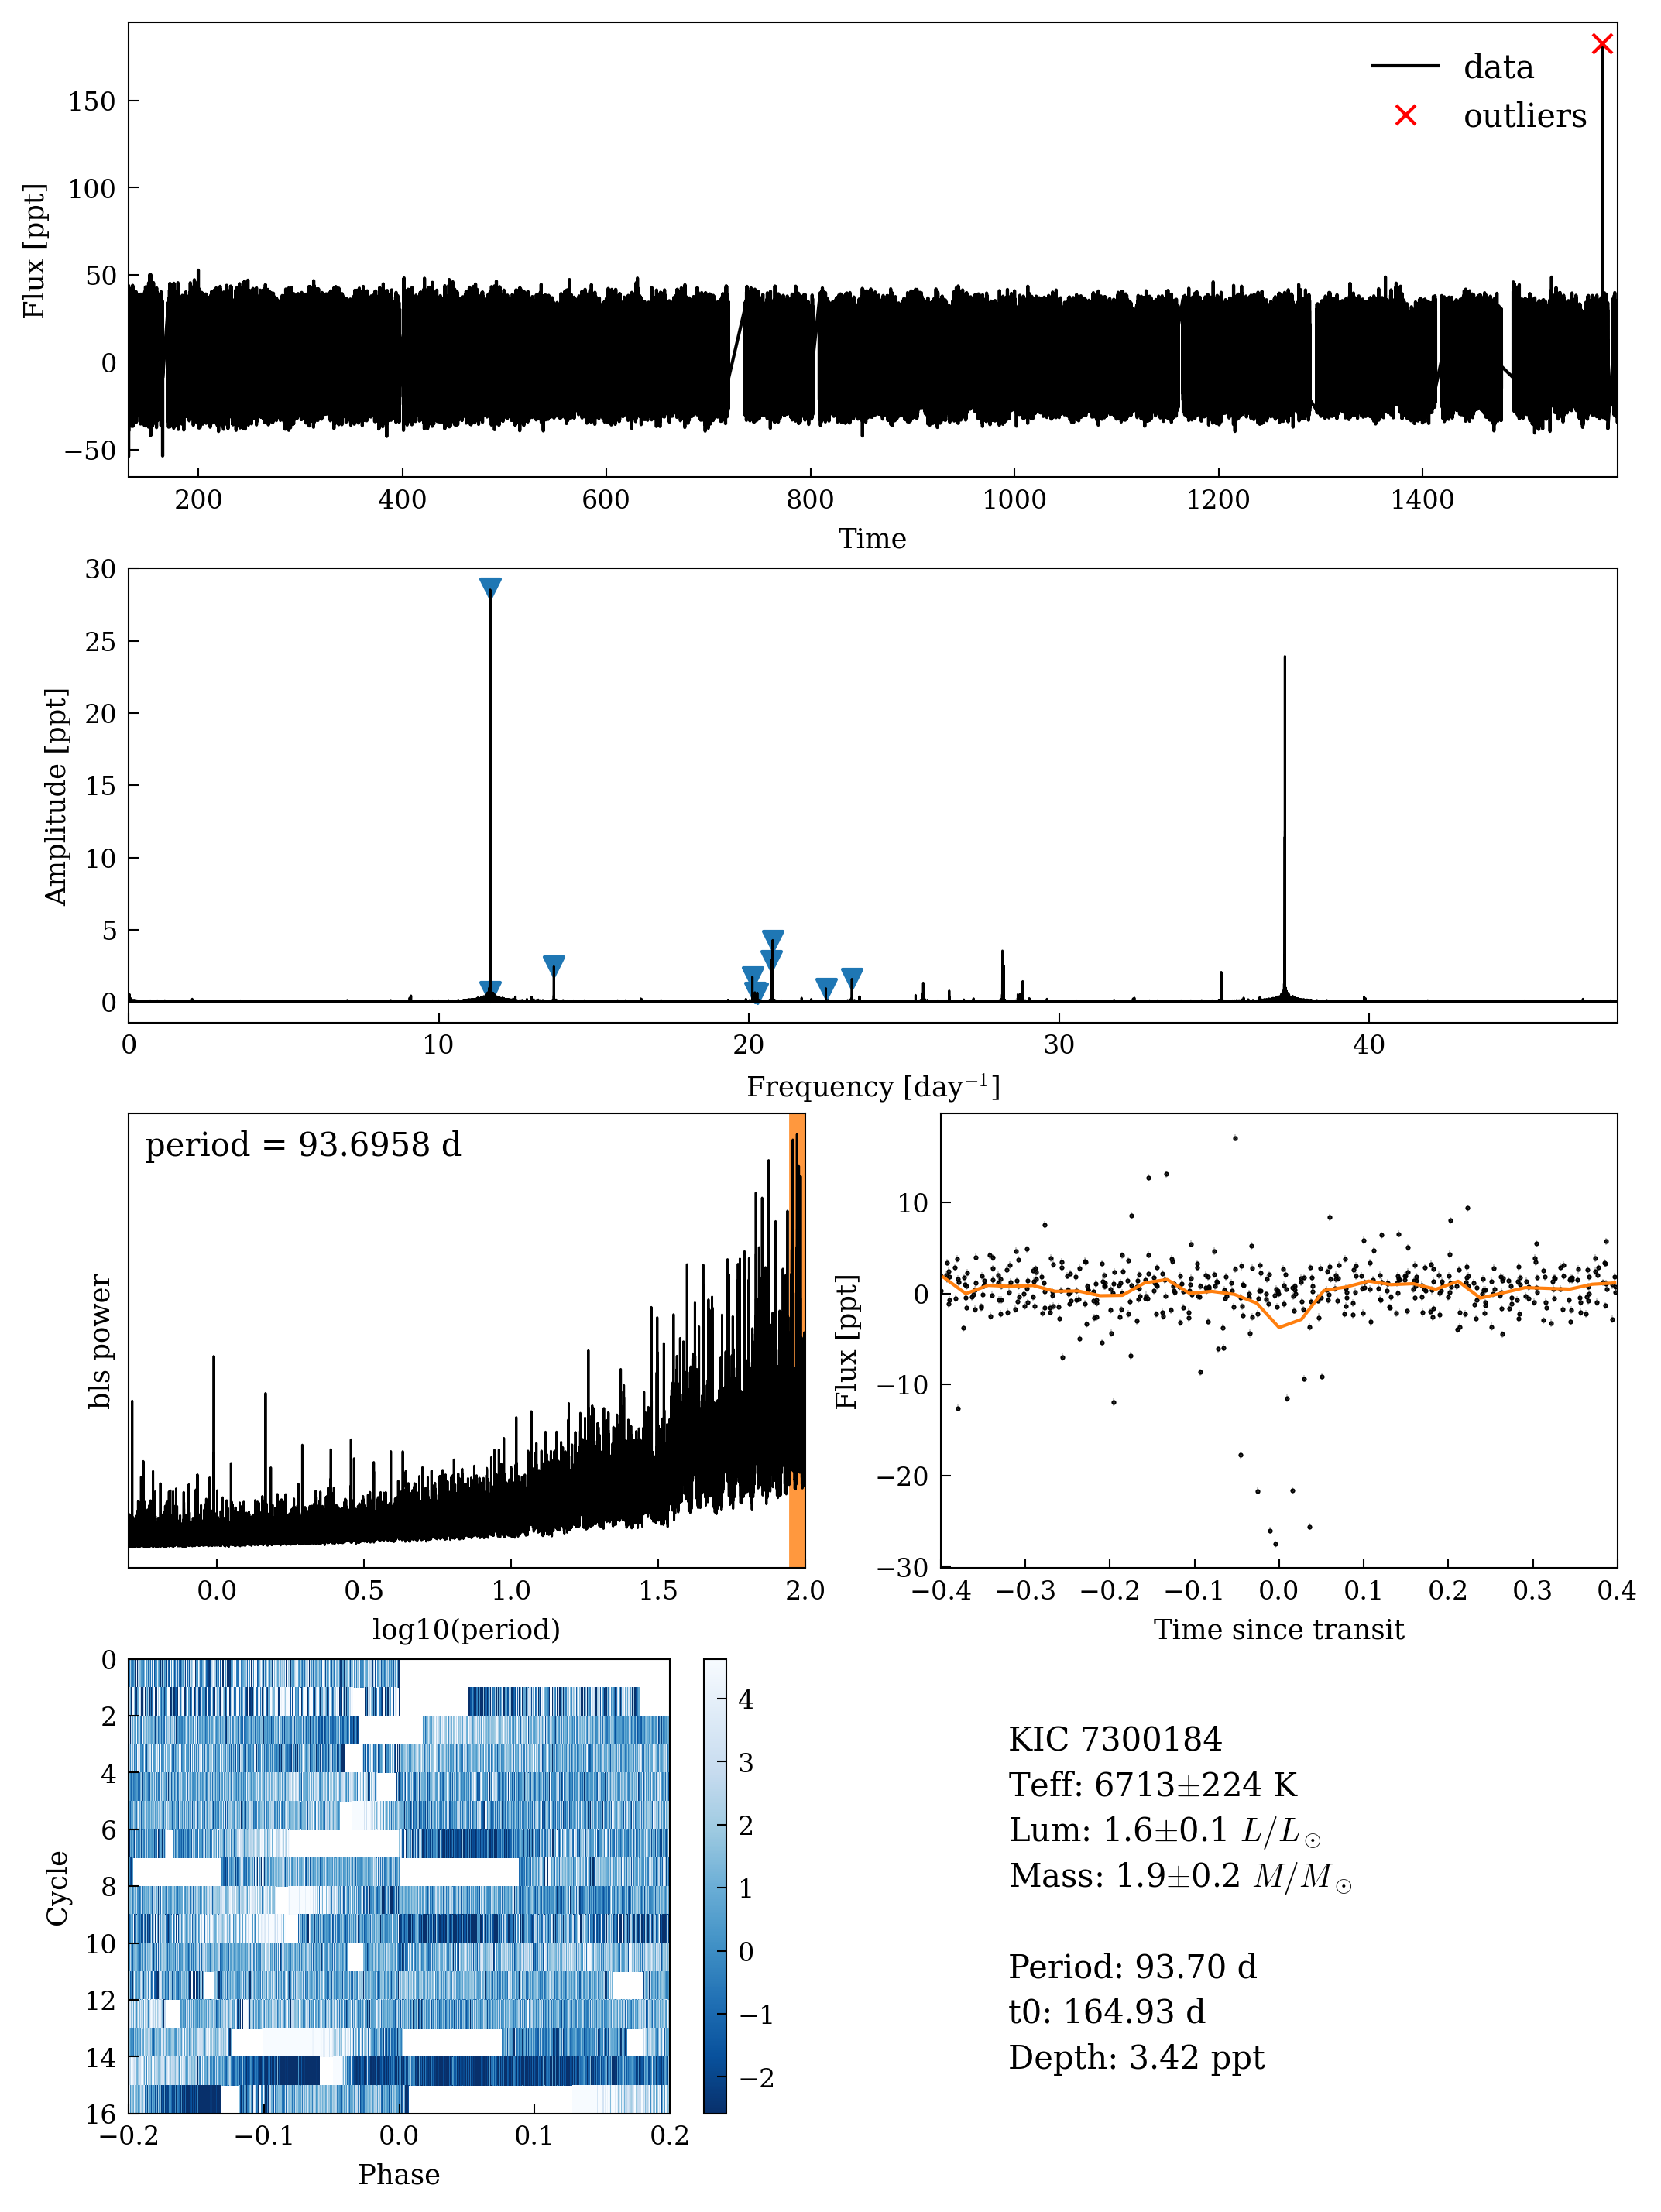 data
outliers
Flux [ppt]
150
100
50
0
−50
200 400 600 800 1000 1200 1400
Time
Amplitude [ppt]
30
25
20
15
10
5
0
0 10 20 30 40
Frequency [day⁻¹]
period = 93.6958 d
bls power
0.0 0.5 1.0 1.5 2.0
log10(period)
Flux [ppt]
10
0
−10
−20
−30
−0.4 −0.3 −0.2 −0.1 0.0 0.1 0.2 0.3 0.4
Time since transit
Cycle
0
2
4
6
8
10
12
14
16
−0.2 −0.1 0.0 0.1 0.2
Phase
4
3
2
1
0
−1
−2
KIC 7300184
Teff: 6713±224 K
Lum: 1.6±0.1 L/L⊙
Mass: 1.9±0.2 M/M⊙
Period: 93.70 d
t0: 164.93 d
Depth: 3.42 ppt